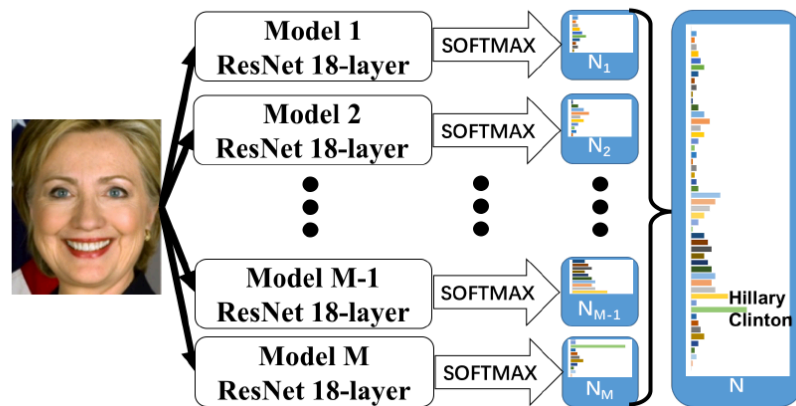 Model 1
ResNet 18-layer
SOFTMAX
N1
Model 2
ResNet 18-layer
SOFTMAX
N2
Model M-1
ResNet 18-layer
SOFTMAX
NM-1
Model M
ResNet 18-layer
SOFTMAX
NM
Hillary
Clinton
N